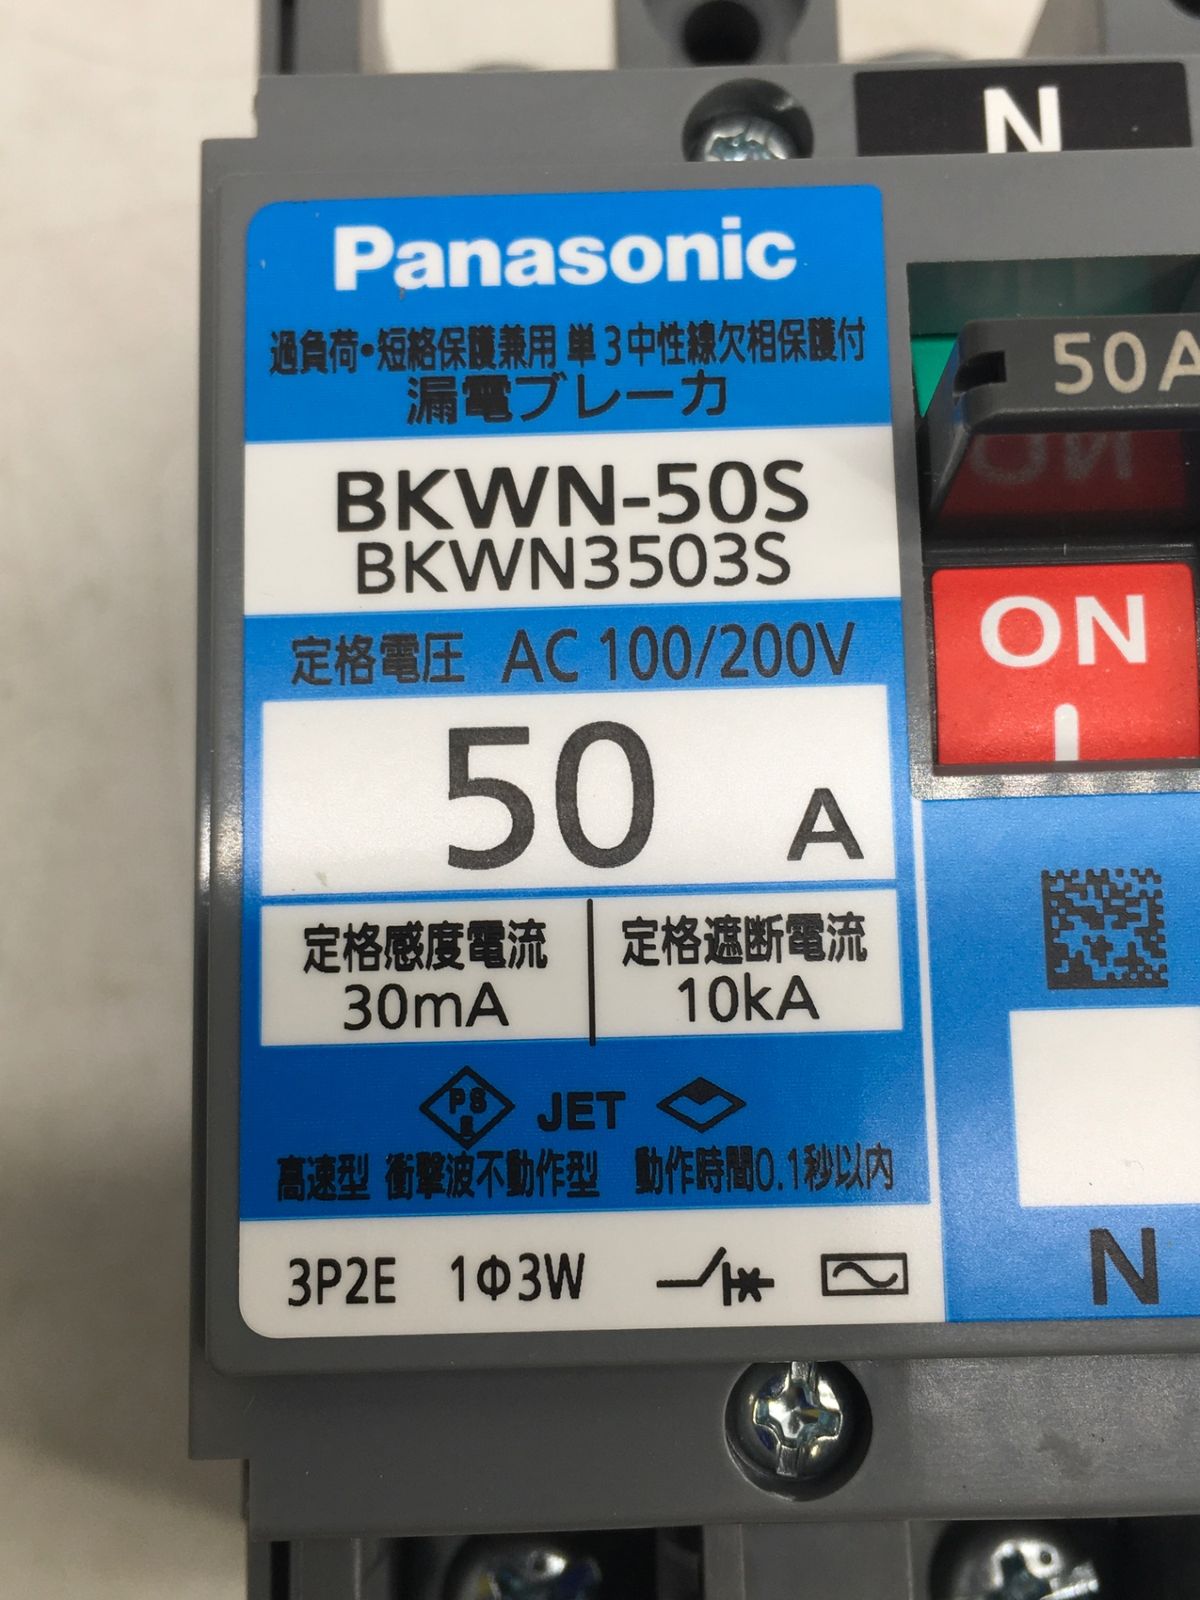 N
Panasonic
過負荷・短絡保護兼用 単3中性線欠相保護付
漏電ブレーカ
50A
BKWN-50S
BKWN3503S
ON
定格電圧 AC 100/200V
50 A
定格感度電流
30mA
定格遮断電流
10kA
PS
E
JET
高速型 衝撃波不動作型 動作時間0.1秒以内
3P2E 1Φ3W
N